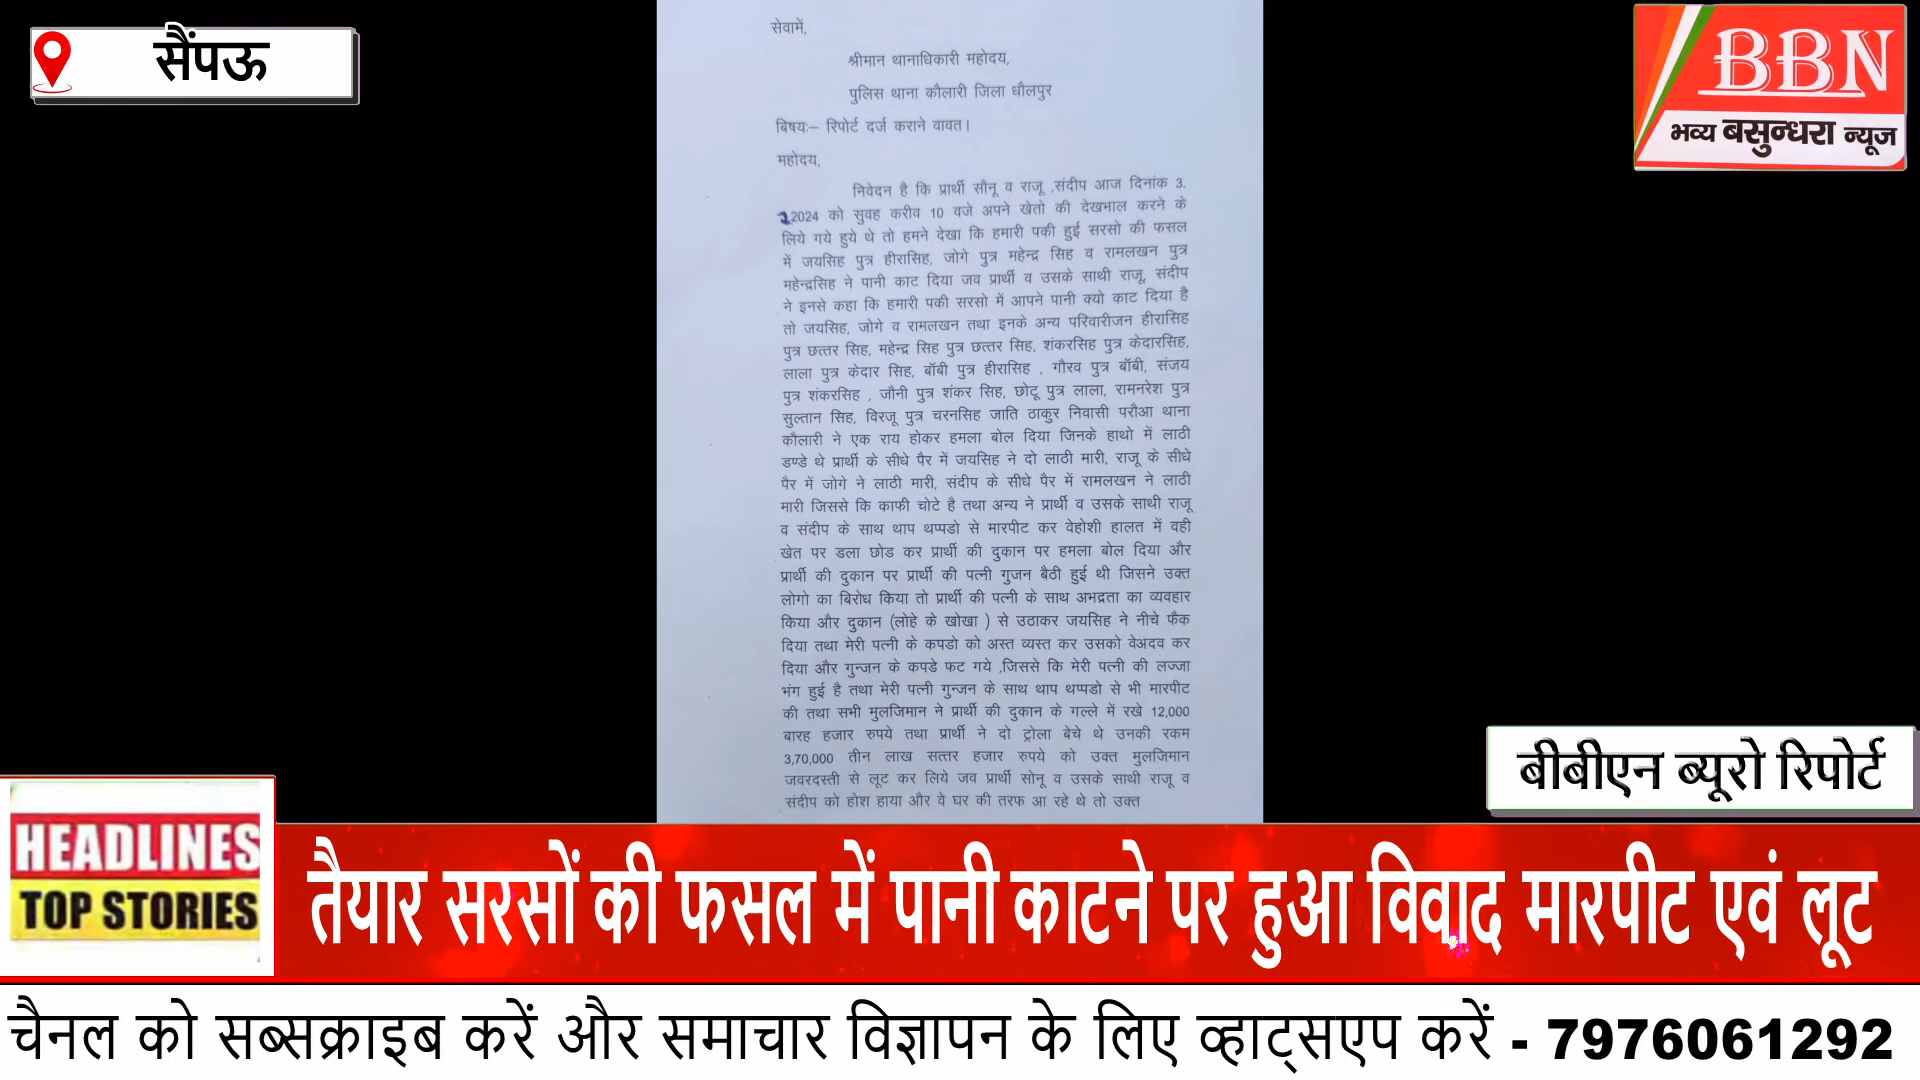 सैंपऊ
BBN
भव्य बसुन्धरा न्यूज
सेवामें,
श्रीमान थानाधिकारी महोदय,
पुलिस थाना कौलारी जिला धौलपुर
बिषयः– रिपोर्ट दर्ज कराने वावत।
महोदय,
निवेदन है कि प्रार्थी सौनू व राजू ,संदीप आज दिनांक 3.
2.2024 को सुवह करीव 10 वजे अपने खेतो की देखभाल करने के
लिये गये हुये थे तो हमने देखा कि हमारी पकी हुई सरसो की फसल
में जयसिह पुत्र हीरासिह, जोगे पुत्र महेन्द्र सिह व रामलखन पुत्र
महेन्द्रसिह ने पानी काट दिया जव प्रार्थी व उसके साथी राजू, संदीप
ने इनसे कहा कि हमारी पकी सरसो में आपने पानी क्यो काट दिया है
तो जयसिह, जोगे व रामलखन तथा इनके अन्य परिवारीजन हीरासिह
पुत्र छत्तर सिह, महेन्द्र सिह पुत्र छत्तर सिह, शंकरसिह पुत्र केदारसिह,
लाला पुत्र केदार सिह, बॉबी पुत्र हीरासिह , गौरव पुत्र बॉबी, संजय
पुत्र शंकरसिह , जौनी पुत्र शंकर सिह, छोटू पुत्र लाला, रामनरेश पुत्र
सुल्तान सिह, विरजू पुत्र चरनसिह जाति ठाकुर निवासी परौआ थाना
कौलारी ने एक राय होकर हमला बोल दिया जिनके हाथो में लाठी
डण्डे थे प्रार्थी के सीधे पैर में जयसिह ने दो लाठी मारी, राजू के सीधे
पैर में जोगे ने लाठी मारी, संदीप के सीधे पैर में रामलखन ने लाठी
मारी जिससे कि काफी चोटे है तथा अन्य ने प्रार्थी व उसके साथी राजू
व संदीप के साथ थाप थप्पडो से मारपीट कर वेहोशी हालत में वही
खेत पर डला छोड कर प्रार्थी की दुकान पर हमला बोल दिया और
प्रार्थी की दुकान पर प्रार्थी की पत्नी गुजन बैठी हुई थी जिसने उक्त
लोगो का बिरोध किया तो प्रार्थी की पत्नी के साथ अभद्रता का व्यवहार
किया और दुकान (लोहे के खोखा ) से उठाकर जयसिह ने नीचे फैक
दिया तथा मेरी पत्नी के कपडो को अस्त व्यस्त कर उसको वेअदव कर
दिया और गुन्जन के कपडे फट गये ,जिससे कि मेरी पत्नी की लज्जा
भंग हुई है तथा मेरी पत्नी गुन्जन के साथ थाप थप्पडो से भी मारपीट
की तथा सभी मुलजिमान ने प्रार्थी की दुकान के गल्ले में रखे 12,000
बारह हजार रुपये तथा प्रार्थी ने दो ट्रोला बेचे थे उनकी रकम
3,70,000 तीन लाख सत्तर हजार रुपये को उक्त मुलजिमान
जवरदस्ती से लूट कर लिये जव प्रार्थी सोनू व उसके साथी राजू व
संदीप को होश हाया और वे घर की तरफ आ रहे थे तो उक्त
बीबीएन ब्यूरो रिपोर्ट
HEADLINES
TOP STORIES
तैयार सरसों की फसल में पानी काटने पर हुआ विवाद मारपीट एवं लूट
चैनल को सब्सक्राइब करें और समाचार विज्ञापन के लिए व्हाट्सएप करें - 7976061292